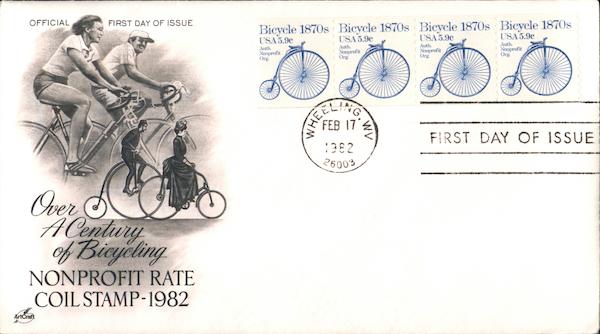 OFFICIAL FIRST DAY OF ISSUE
Bicycle 1870s
USA 5.9c
Auth.
Nonprofit
Org.
Bicycle 1870s
USA 5.9c
Auth.
Nonprofit
Org.
Bicycle 1870s
USA 5.9c
Auth.
Nonprofit
Org.
Bicycle 1870s
USA 5.9c
Auth.
Nonprofit
Org.
WHEELING, WV
FEB 17
1982
26003
FIRST DAY OF ISSUE
Over
A Century
of Bicycling
NONPROFIT RATE
COIL STAMP-1982
ArtCraft